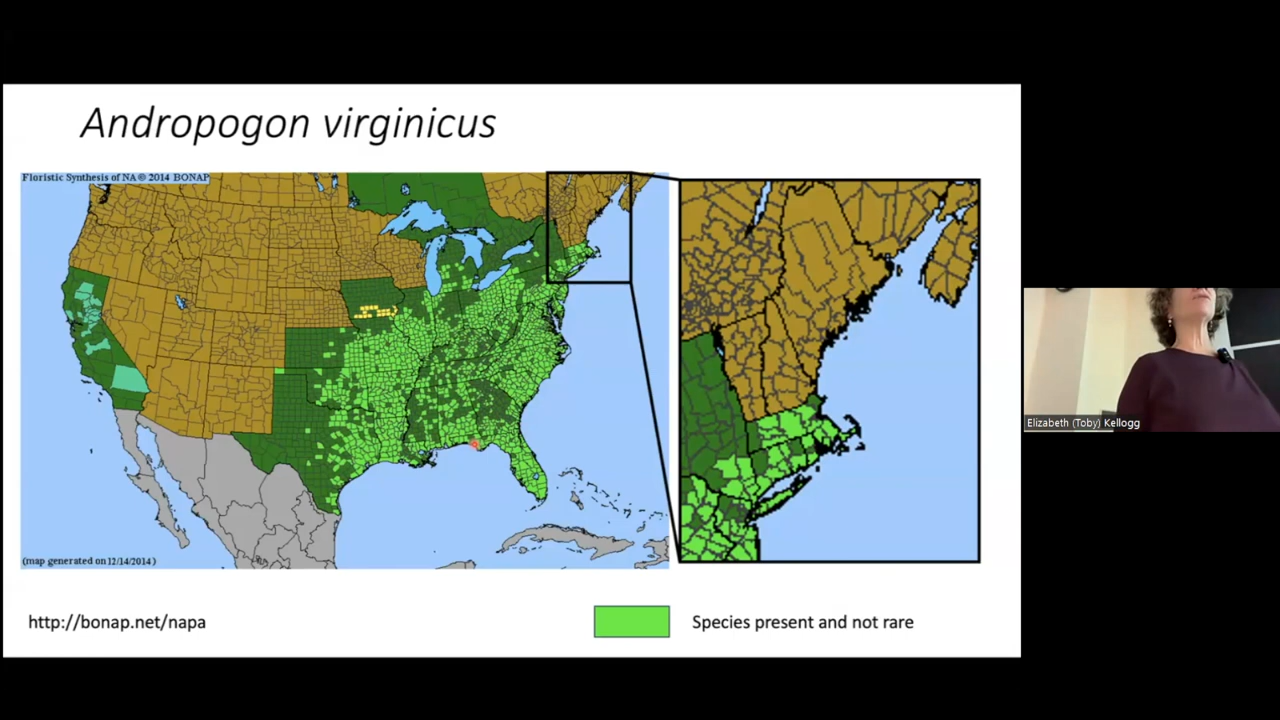 Andropogon virginicus
Floristic Synthesis of NA © 2014 BONAP
(map generated on 12/14/2014 )
http://bonap.net/napa
Species present and not rare
Elizabeth (Toby) Kellogg